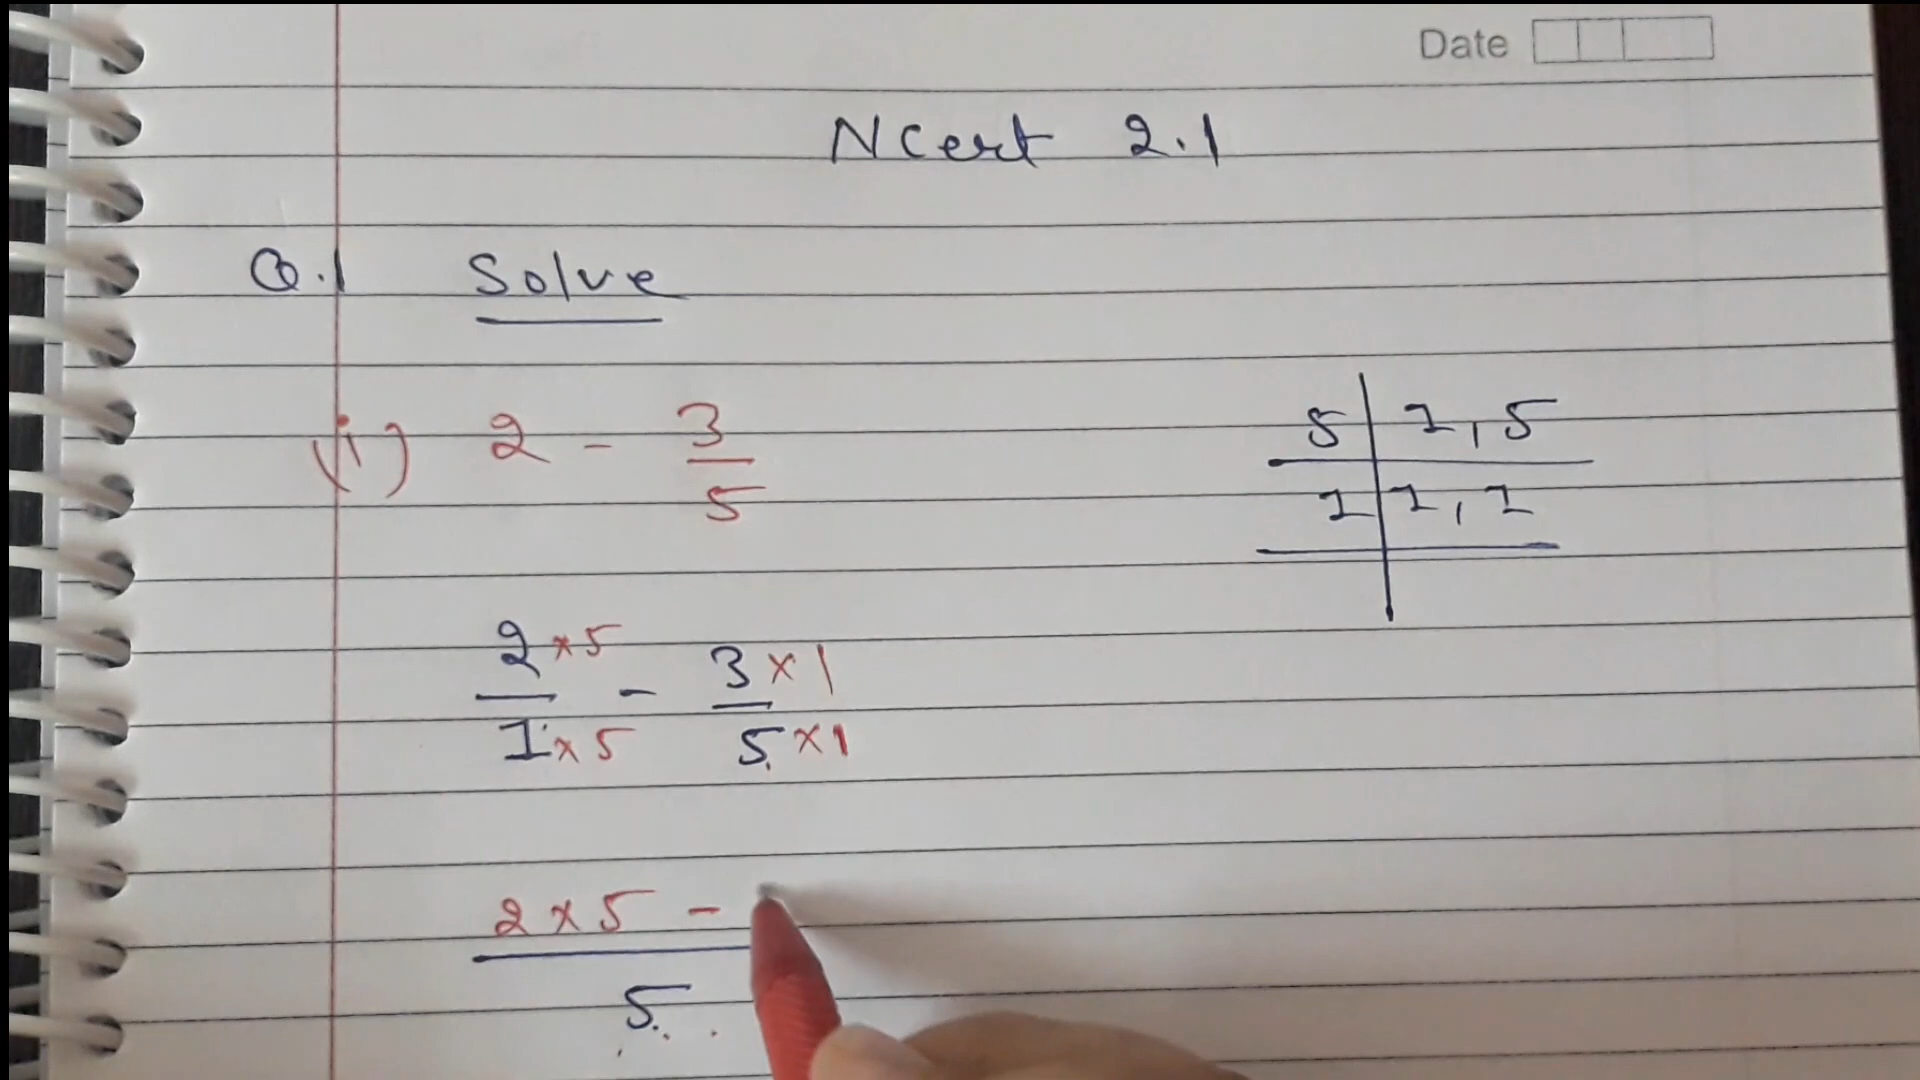 Date
Ncert 2.1
Q.1 Solve
(i) 2 - 3/5
5 | 1, 5
1 | 1, 1
2×5/1×5 - 3×1/5×1
2×5 -/5